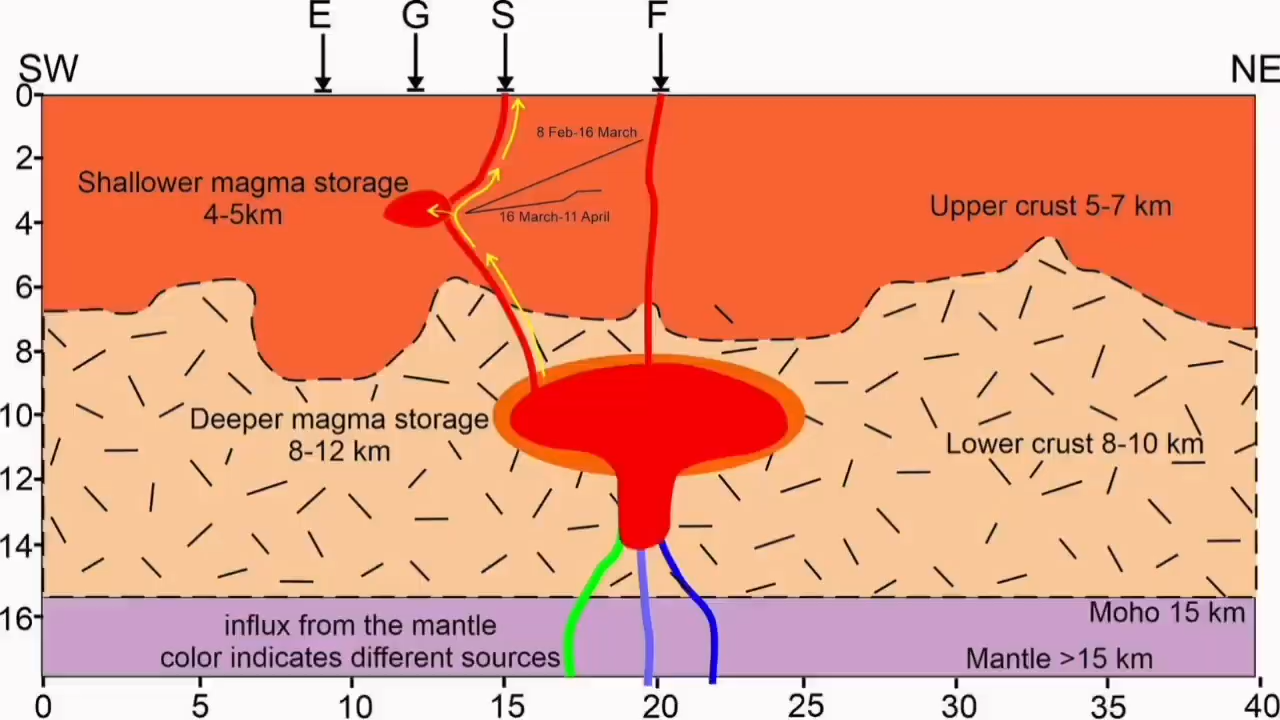 E G S F
SW
NE
0
8 Feb-16 March
2
Shallower magma storage
4-5km
16 March-11 April
Upper crust 5-7 km
4
6
8
10
Deeper magma storage
8-12 km
Lower crust 8-10 km
12
14
16
Moho 15 km
influx from the mantle
color indicates different sources
Mantle >15 km
0 5 10 15 20 25 30 35 40